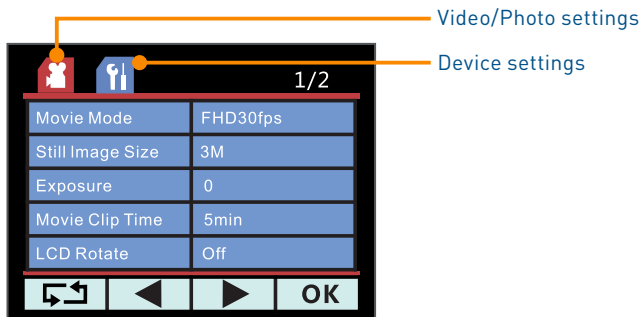 Video/Photo settings
Device settings
1/2
Movie Mode FHD30fps
Still Image Size 3M
Exposure 0
Movie Clip Time 5min
LCD Rotate Off
OK